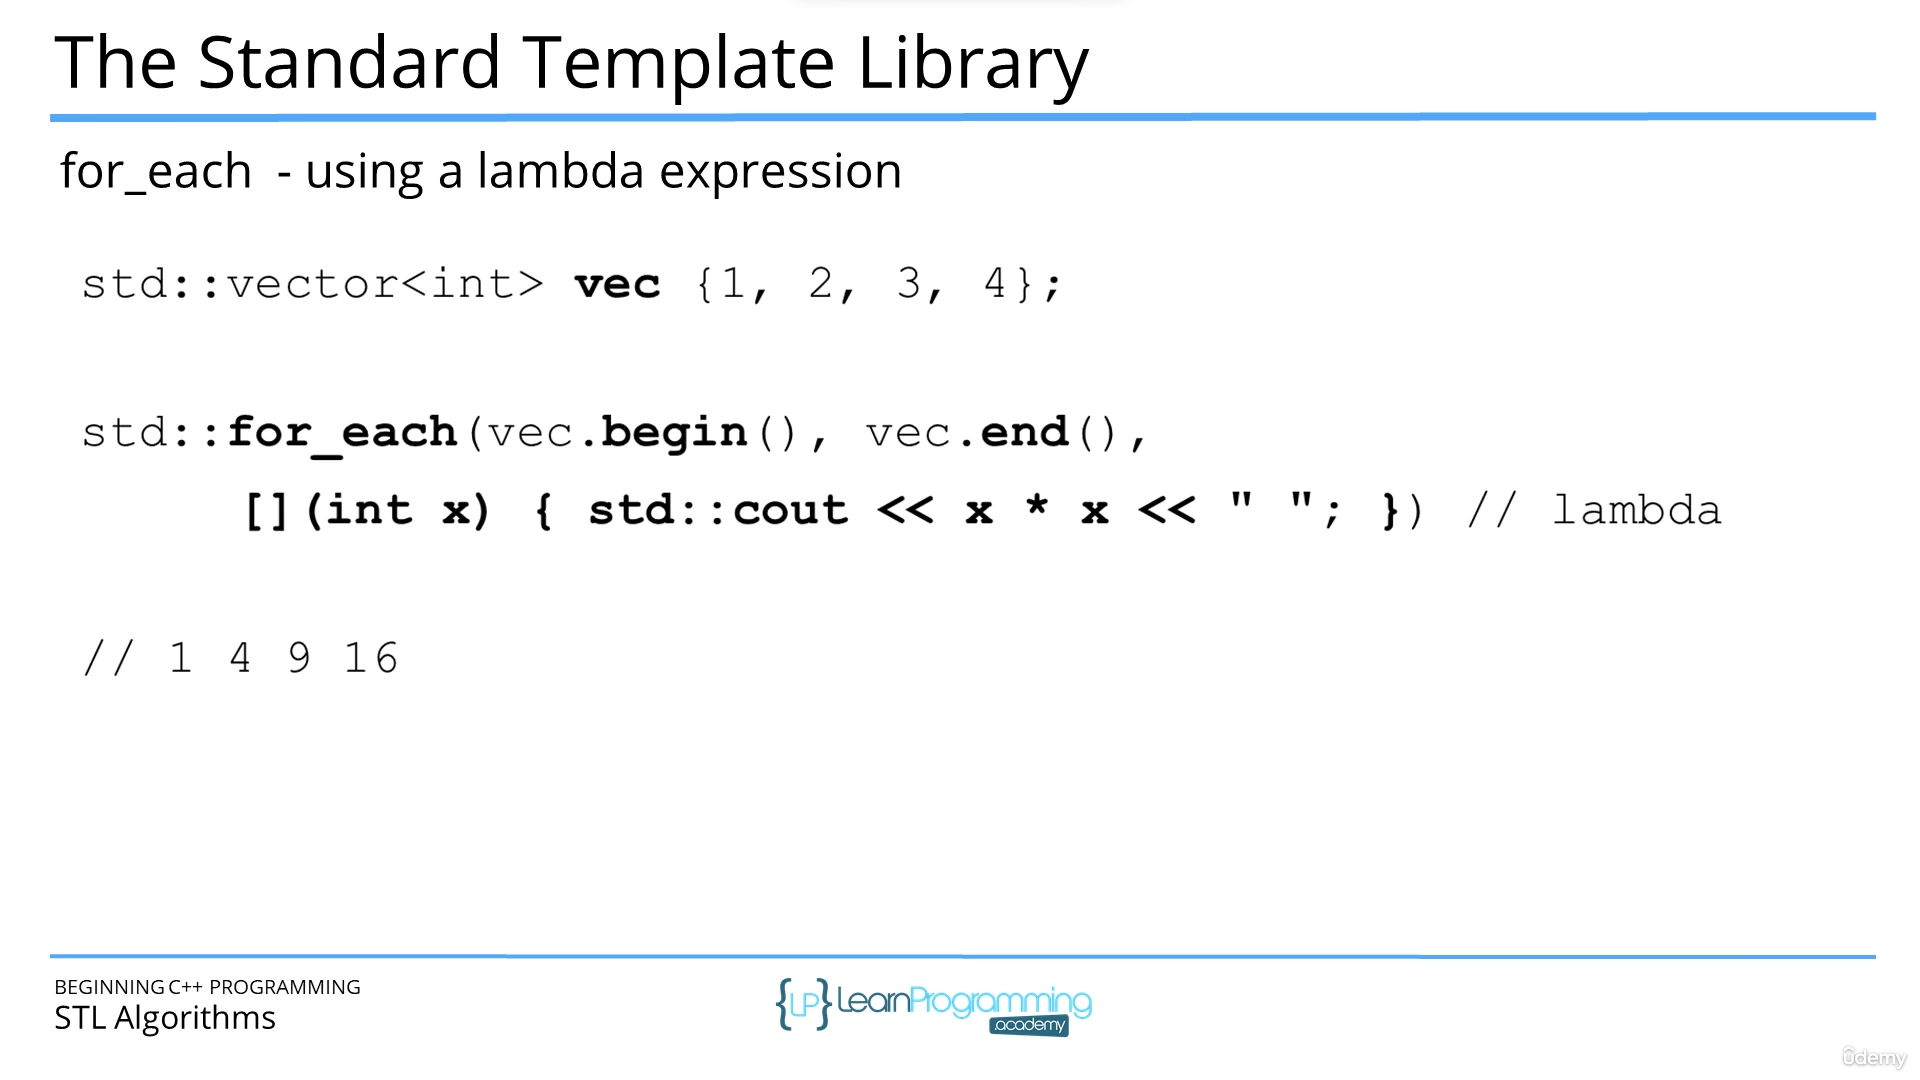 The Standard Template Library
for_each - using a lambda expression
std::vector<int> vec {1, 2, 3, 4};
std::for_each(vec.begin(), vec.end(),
[](int x) { std::cout << x * x << " "; }) // lambda
// 1 4 9 16
BEGINNING C++ PROGRAMMING
STL Algorithms
{LP} LearnProgramming
.academy
ûdemy